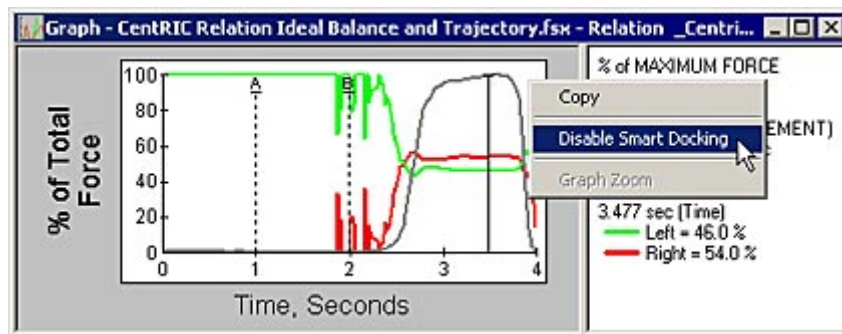 Graph - CentRIC Relation Ideal Balance and Trajectory.fsx - Relation _Centri...
% of MAXIMUM FORCE
% of Total
Force
100
80
60
40
20
0
A
B
0
1
2
3
4
Time, Seconds
Copy
Disable Smart Docking
Graph Zoom
EMENT)
3.477 sec (Time)
Left = 46.0 %
Right = 54.0 %